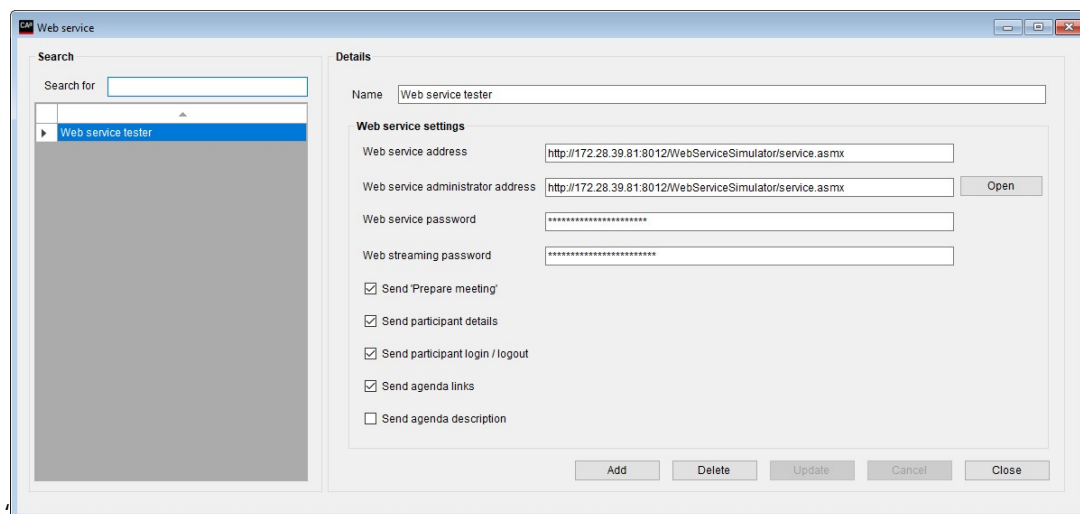 CAP Web service
Search
Search for
Web service tester
Details
Name Web service tester
Web service settings
Web service address http://172.28.39.81:8012/WebServiceSimulator/service.asmx
Web service administrator address http://172.28.39.81:8012/WebServiceSimulator/service.asmx Open
Web service password **********************
Web streaming password ************************
Send 'Prepare meeting'
Send participant details
Send participant login / logout
Send agenda links
Send agenda description
Add Delete Update Cancel Close
,